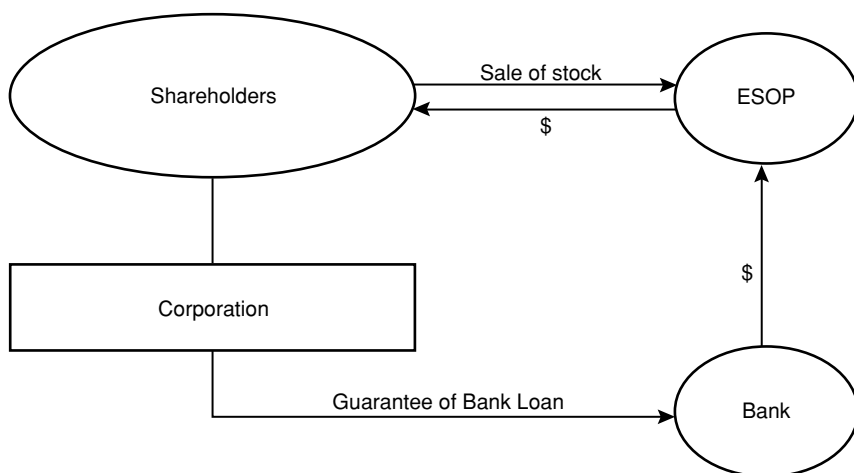 Shareholders
Sale of stock
$
ESOP
Corporation
$
Guarantee of Bank Loan
Bank